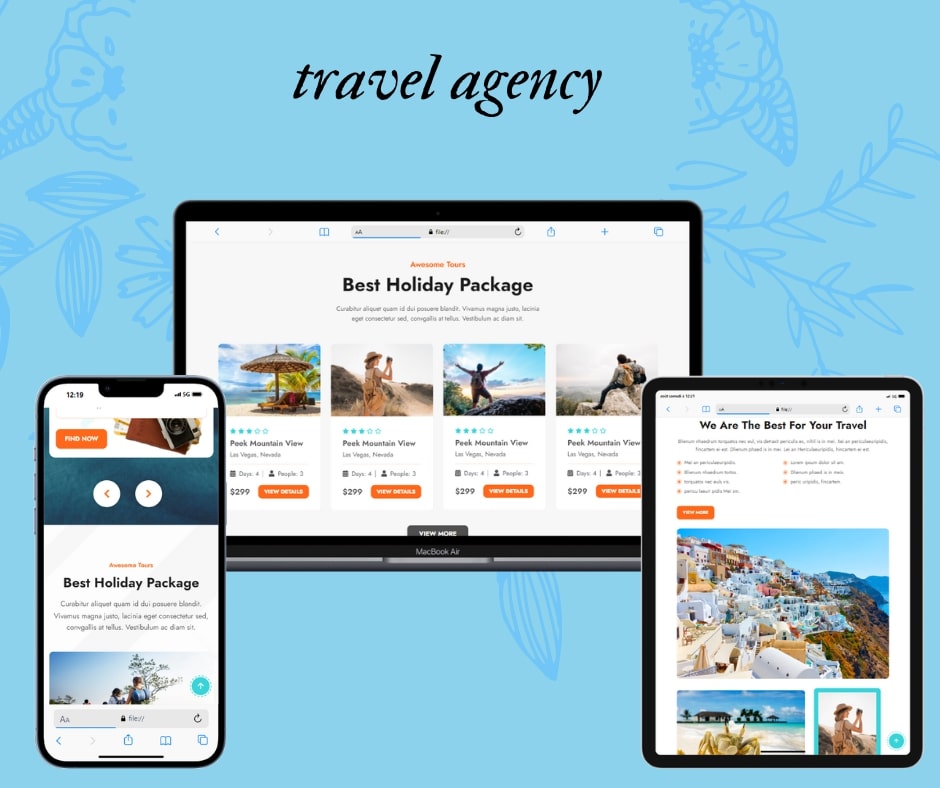 travel agency
AA
file://
Awesome Tours
Best Holiday Package
Curabitur aliquet quam id dui posuere blandit. Vivamus magna justo, lacinia
eget consectetur sed, convgallis at tellus. Vestibulum ac diam sit.
Peek Mountain View
Las Vegas, Nevada
Days: 4 | People: 3
$299 VIEW DETAILS
Peek Mountain View
Las Vegas, Nevada
Days: 4 | People: 3
$299 VIEW DETAILS
Peek Mountain View
Las Vegas, Nevada
Days: 4 | People: 3
$299 VIEW DETAILS
Peek Mountain View
Las Vegas, Nevada
Days: 4 | People: 3
$299 VIEW DETAILS
VIEW MORE
MacBook Air
12:19 5G
FIND NOW
Awesome Tours
Best Holiday Package
Curabitur aliquet quam id dui posuere blandit.
Vivamus magna justo, lacinia eget consectetur sed,
convgallis at tellus. Vestibulum ac diam sit.
AA file://
5G
AA file://
We Are The Best For Your Travel
VIEW MORE